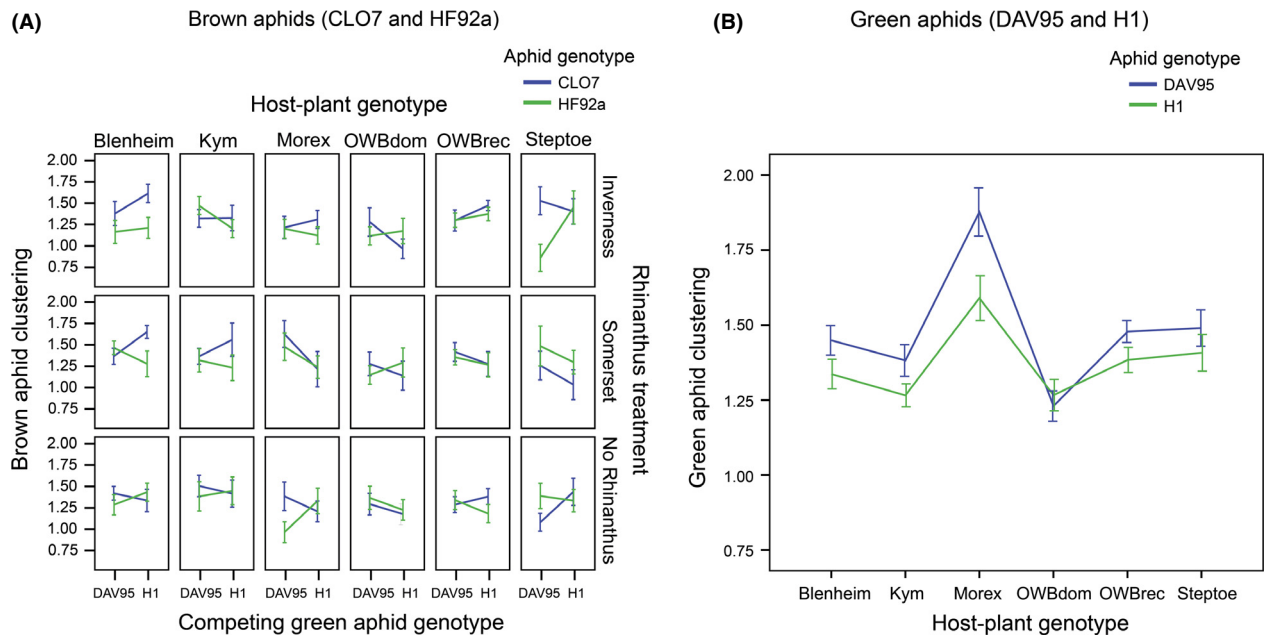 (A) Brown aphids (CLO7 and HF92a)
Aphid genotype
CLO7
HF92a
Host-plant genotype
Blenheim Kym Morex OWBdom OWBrec Steptoe
2.00
1.75
1.50
1.25
1.00
0.75
Inverness
2.00
1.75
1.50
1.25
1.00
0.75
Somerset
2.00
1.75
1.50
1.25
1.00
0.75
No Rhinanthus
Brown aphid clustering
Rhinanthus treatment
DAV95 H1 DAV95 H1 DAV95 H1 DAV95 H1 DAV95 H1 DAV95 H1
Competing green aphid genotype
(B) Green aphids (DAV95 and H1)
Aphid genotype
DAV95
H1
Green aphid clustering
2.00
1.75
1.50
1.25
1.00
0.75
Blenheim Kym Morex OWBdom OWBrec Steptoe
Host-plant genotype